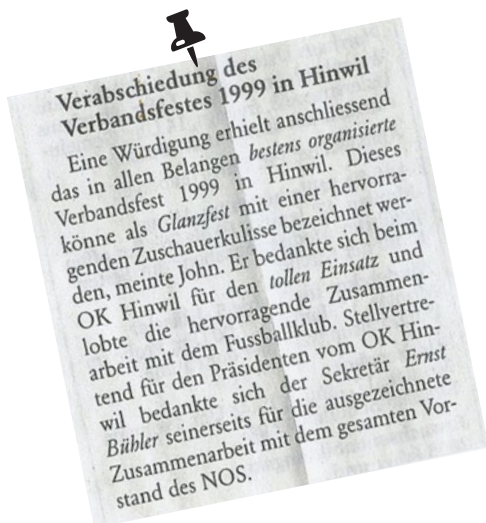 Verabschiedung des
Verbandsfestes 1999 in Hinwil
Eine Würdigung erhielt anschliessend
das in allen Belangen bestens organisierte
Verbandsfest 1999 in Hinwil. Dieses
könne als Glanzfest mit einer hervorra-
genden Zuschauerkulisse bezeichnet wer-
den, meinte John. Er bedankte sich beim
OK Hinwil für den tollen Einsatz und
lobte die hervorragende Zusammen-
arbeit mit dem Fussballklub. Stellvertre-
tend für den Präsidenten vom OK Hin-
wil bedankte sich der Sekretär Ernst
Bühler seinerseits für die ausgezeichnete
Zusammenarbeit mit dem gesamten Vor-
stand des NOS.